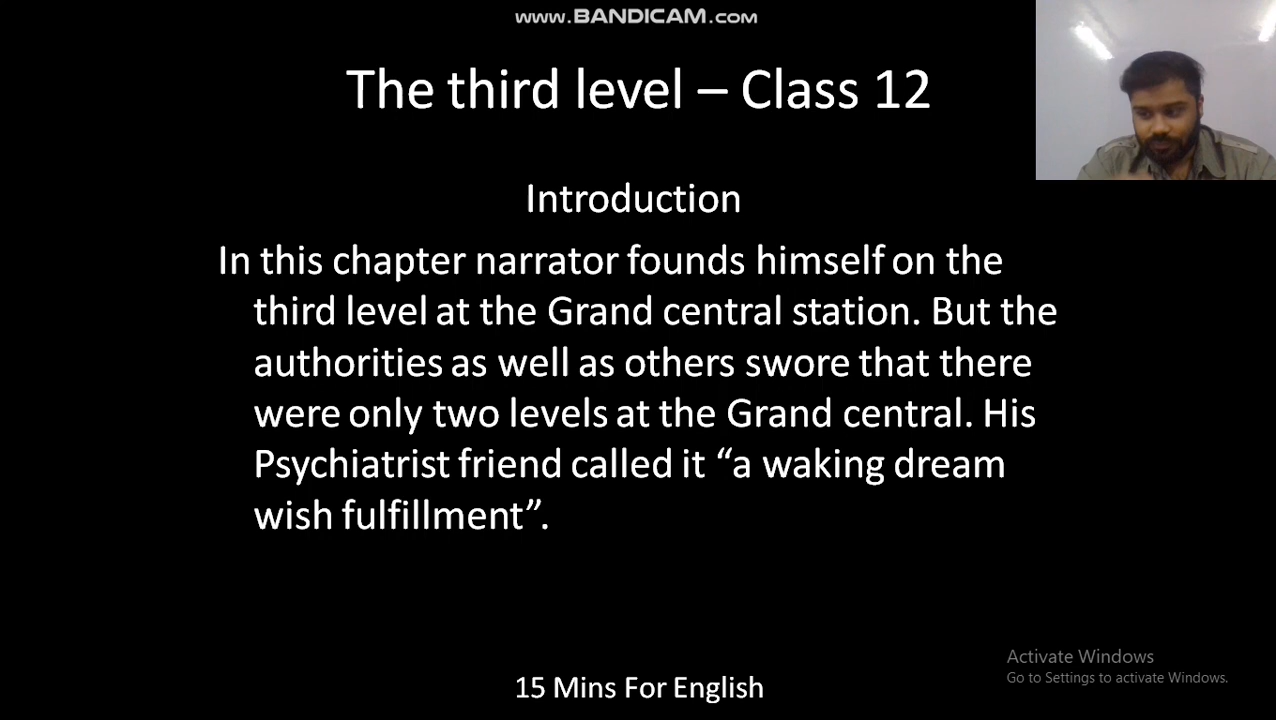 www.BANDICAM.com
The third level – Class 12
Introduction
In this chapter narrator founds himself on the
third level at the Grand central station. But the
authorities as well as others swore that there
were only two levels at the Grand central. His
Psychiatrist friend called it “a waking dream
wish fulfillment”.
Activate Windows
Go to Settings to activate Windows.
15 Mins For English